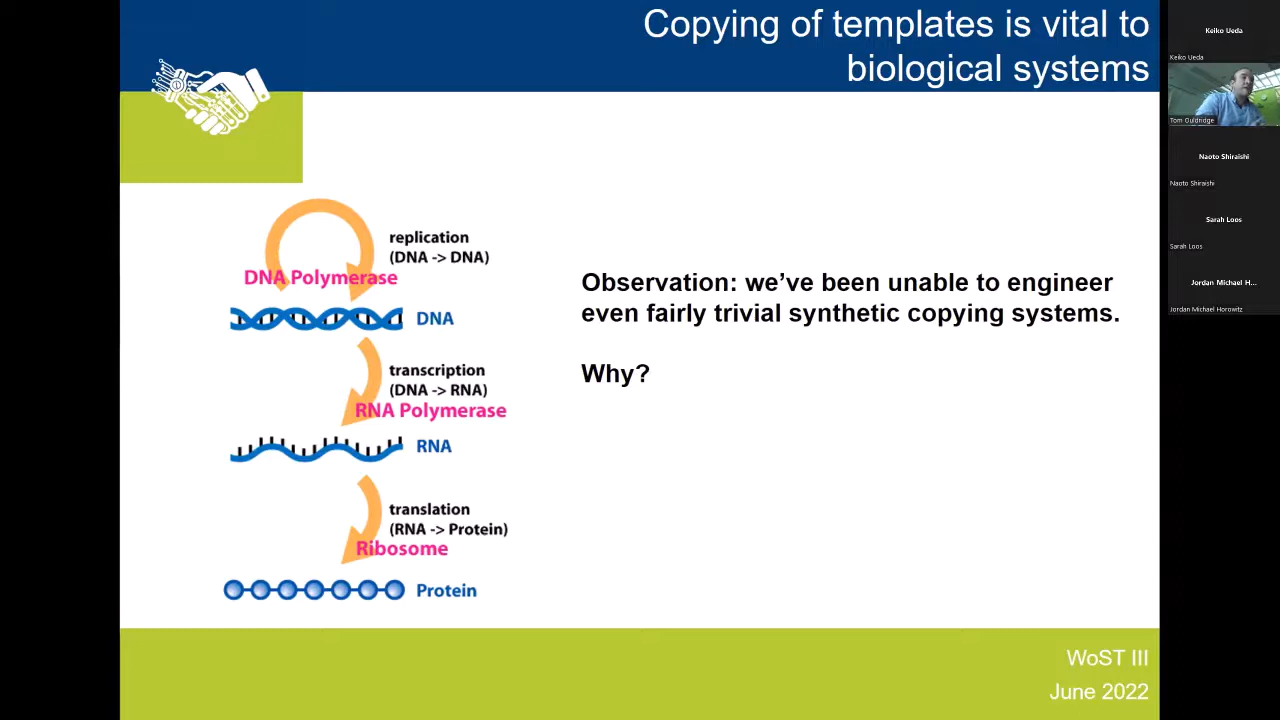 Copying of templates is vital to
biological systems
replication
(DNA -> DNA)
DNA Polymerase
DNA
transcription
(DNA -> RNA)
RNA Polymerase
RNA
translation
(RNA -> Protein)
Ribosome
Protein
Observation: we’ve been unable to engineer
even fairly trivial synthetic copying systems.
Why?
WoST III
June 2022
Keiko Ueda
Keiko Ueda
Tom Ouldridge
Naoto Shiraishi
Naoto Shiraishi
Sarah Loos
Sarah Loos
Jordan Michael H...
Jordan Michael Horowitz